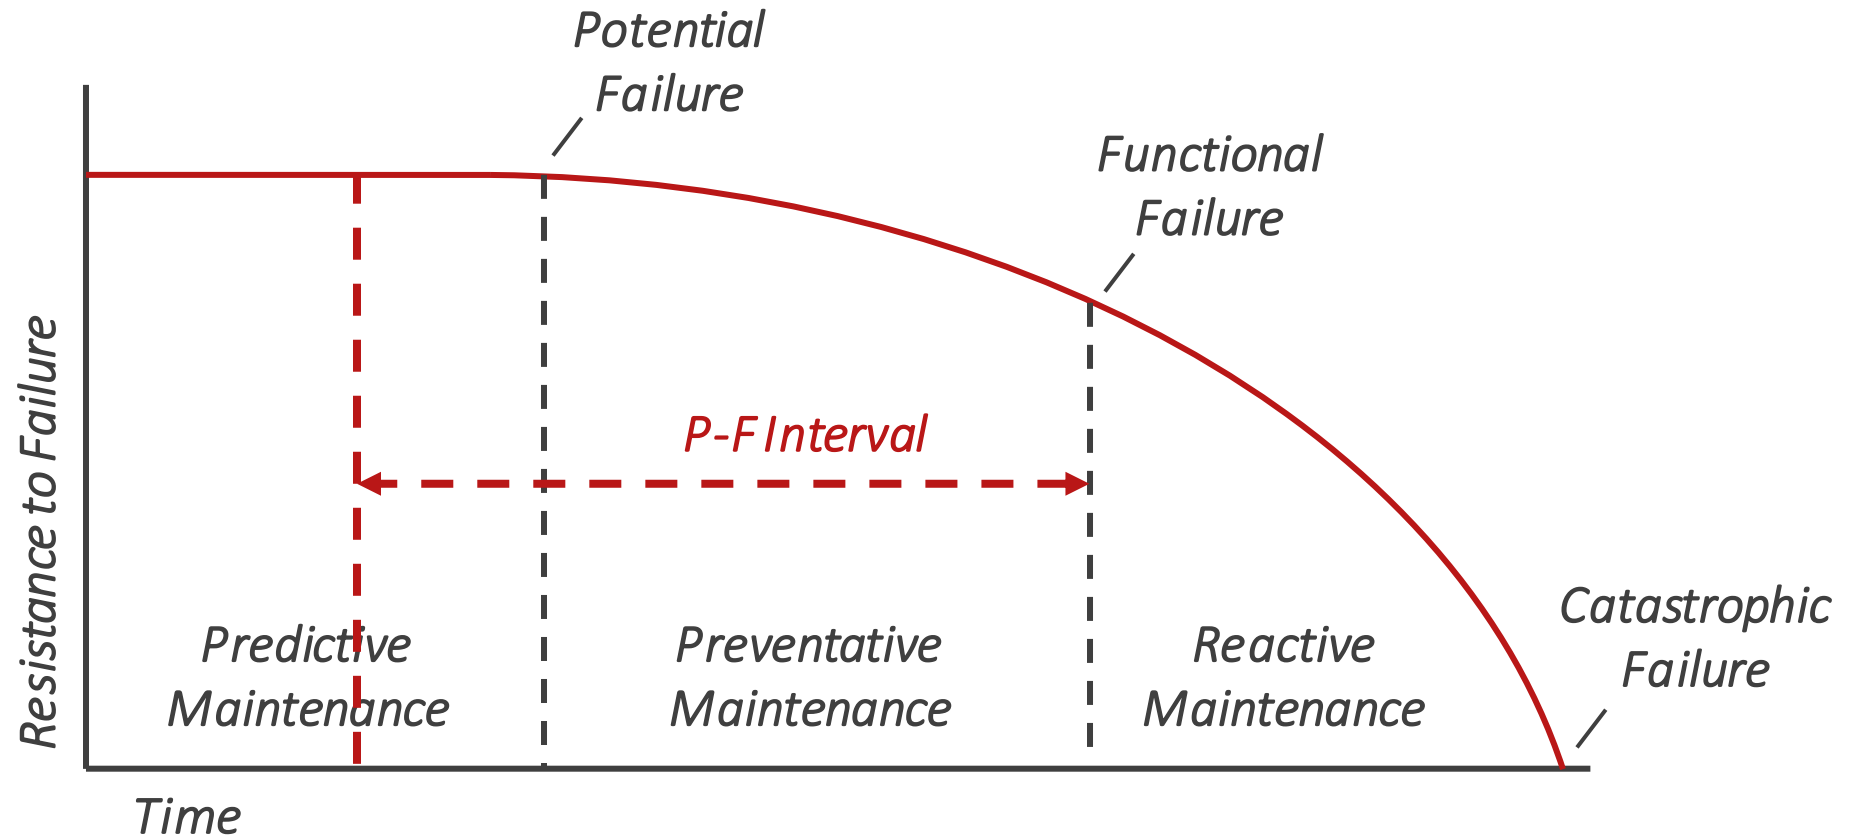 Potential
Failure
Functional
Failure
Resistance to Failure
P-F Interval
Predictive
Maintenance
Preventative
Maintenance
Reactive
Maintenance
Catastrophic
Failure
Time